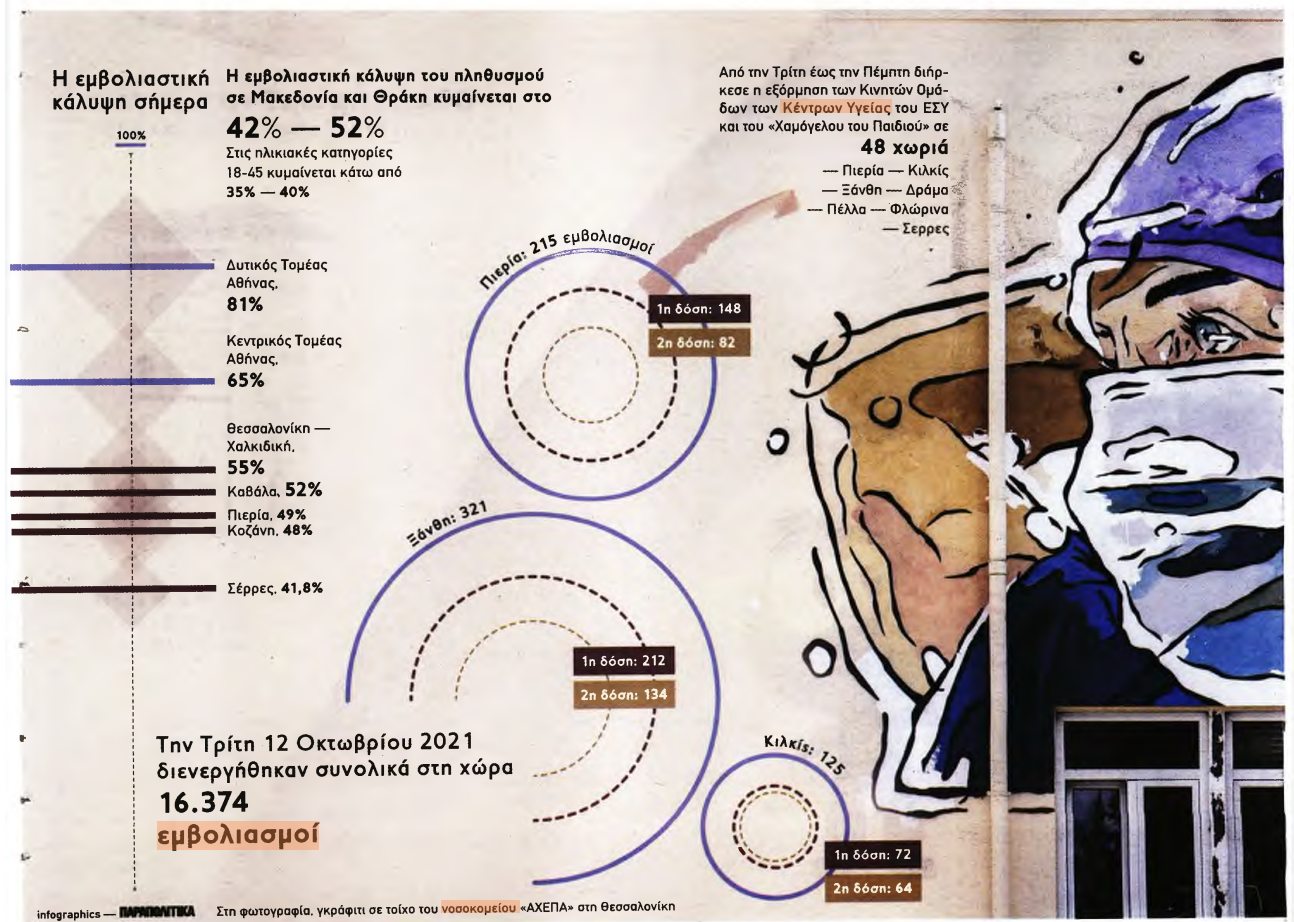 Η εμβολιαστική
κάλυψη σήμερα
100%
Δυτικός Τομέας
Αθήνας,
81%
Κεντρικός Τομέας
Αθήνας,
65%
Θεσσαλονίκη —
Χαλκιδική,
55%
Καβάλα, 52%
Πιερία, 49%
Κοζάνη, 48%
Σέρρες, 41,8%
Η εμβολιαστική κάλυψη του πληθυσμού
σε Μακεδονία και Θράκη κυμαίνεται στο
42% — 52%
Στις ηλικιακές κατηγορίες
18-45 κυμαίνεται κάτω από
35% — 40%
Από την Τρίτη έως την Πέμπτη διήρ-
κεσε η εξόρμηση των Κινητών Ομά-
δων των Κέντρων Υγείας του ΕΣΥ
και του «Χαμόγελου του Παιδιού» σε
48 χωριά
— Πιερία — Κιλκίς
— Ξάνθη — Δράμα
— Πέλλα — Φλώρινα
— Σερρες
Πιερία: 215 εμβολιασμοί
1η δόση: 148
2η δόση: 82
Ξάνθη: 321
1η δόση: 212
2η δόση: 134
Κιλκίς: 125
1η δόση: 72
2η δόση: 64
Την Τρίτη 12 Οκτωβρίου 2021
διενεργήθηκαν συνολικά στη χώρα
16.374
εμβολιασμοί
infographics — ΠΑΡΑΠΟΛΙΤΙΚΑ
Στη φωτογραφία, γκράφιτι σε τοίχο του νοσοκομείου «ΑΧΕΠΑ» στη Θεσσαλονίκη